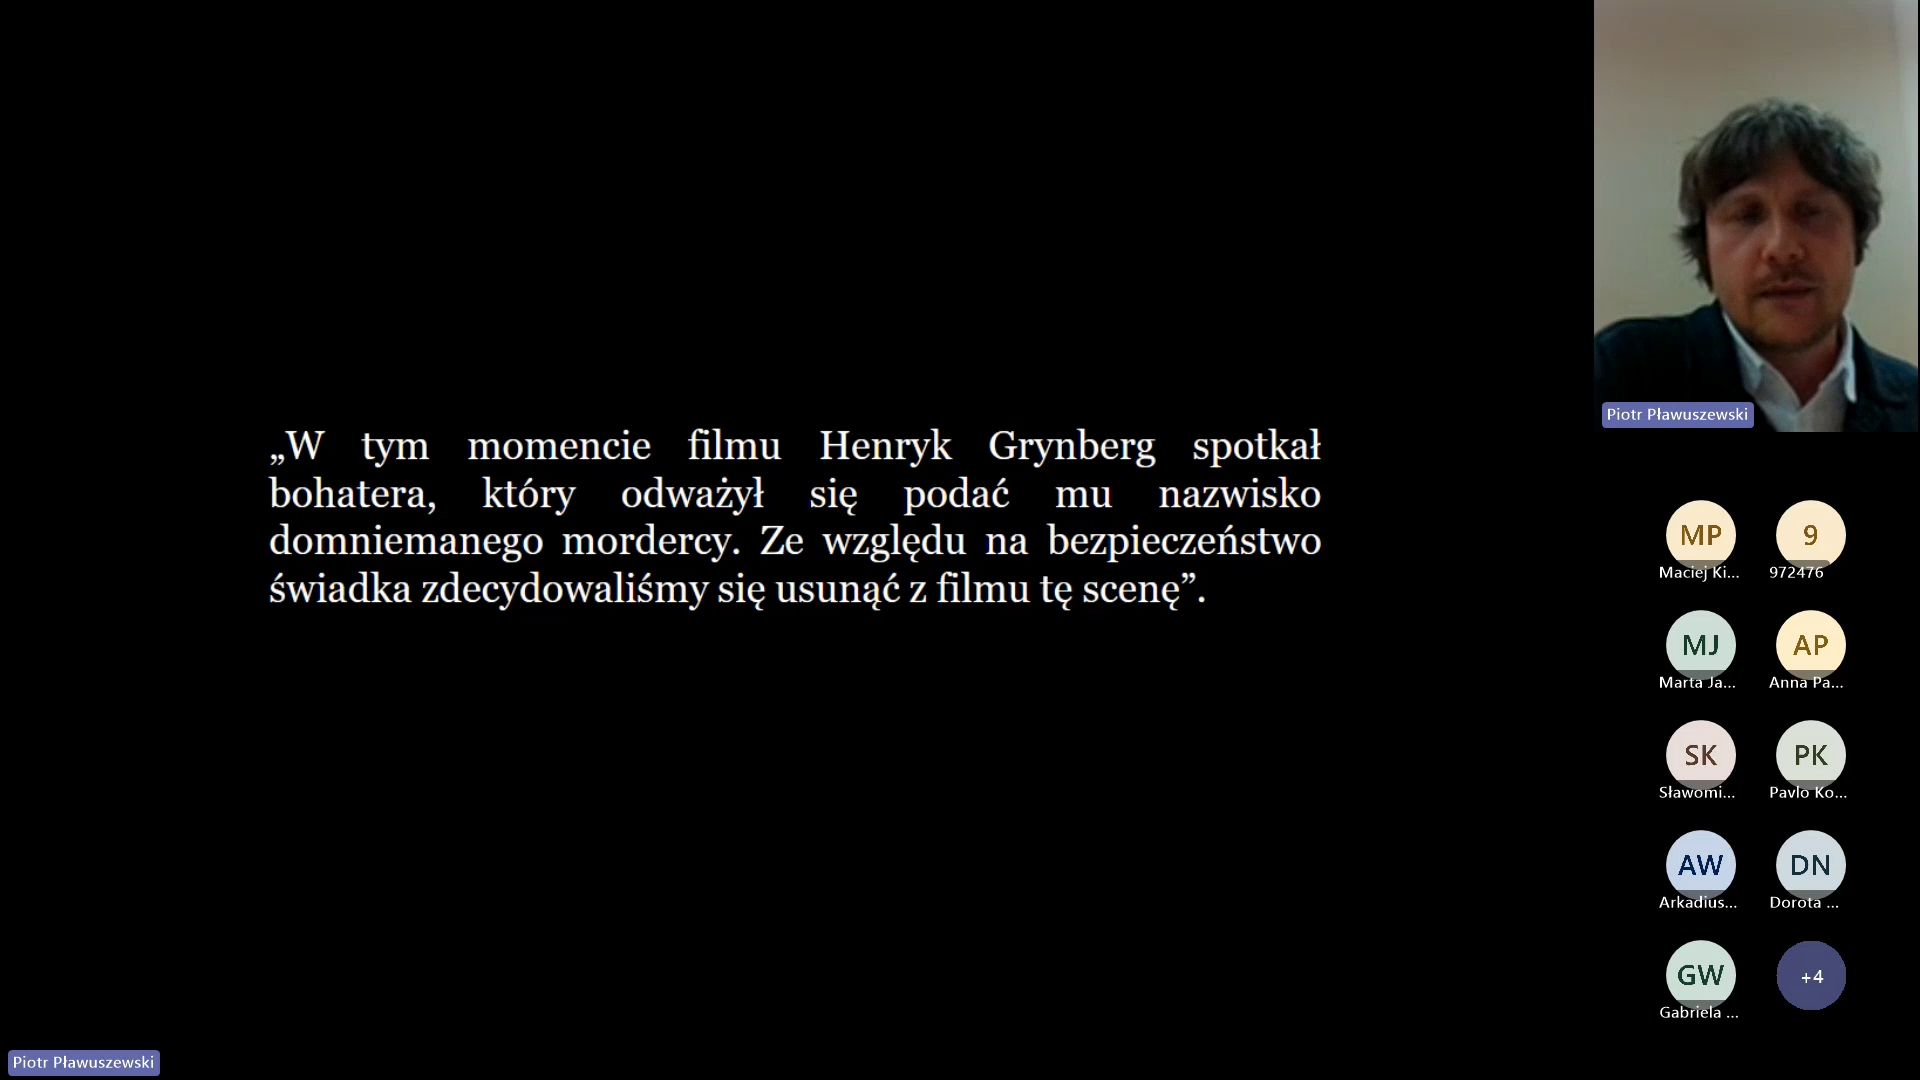 „W tym momencie filmu Henryk Grynberg spotkał
bohatera, który odważył się podać mu nazwisko
domniemanego mordercy. Ze względu na bezpieczeństwo
świadka zdecydowaliśmy się usunąć z filmu tę scenę”.
Piotr Pławuszewski
MP
9
Maciej Ki...
972476
MJ
AP
Marta Ja...
Anna Pa...
SK
PK
Sławomi...
Pavlo Ko...
AW
DN
Arkadius...
Dorota ...
GW
+4
Gabriela ...
Piotr Pławuszewski